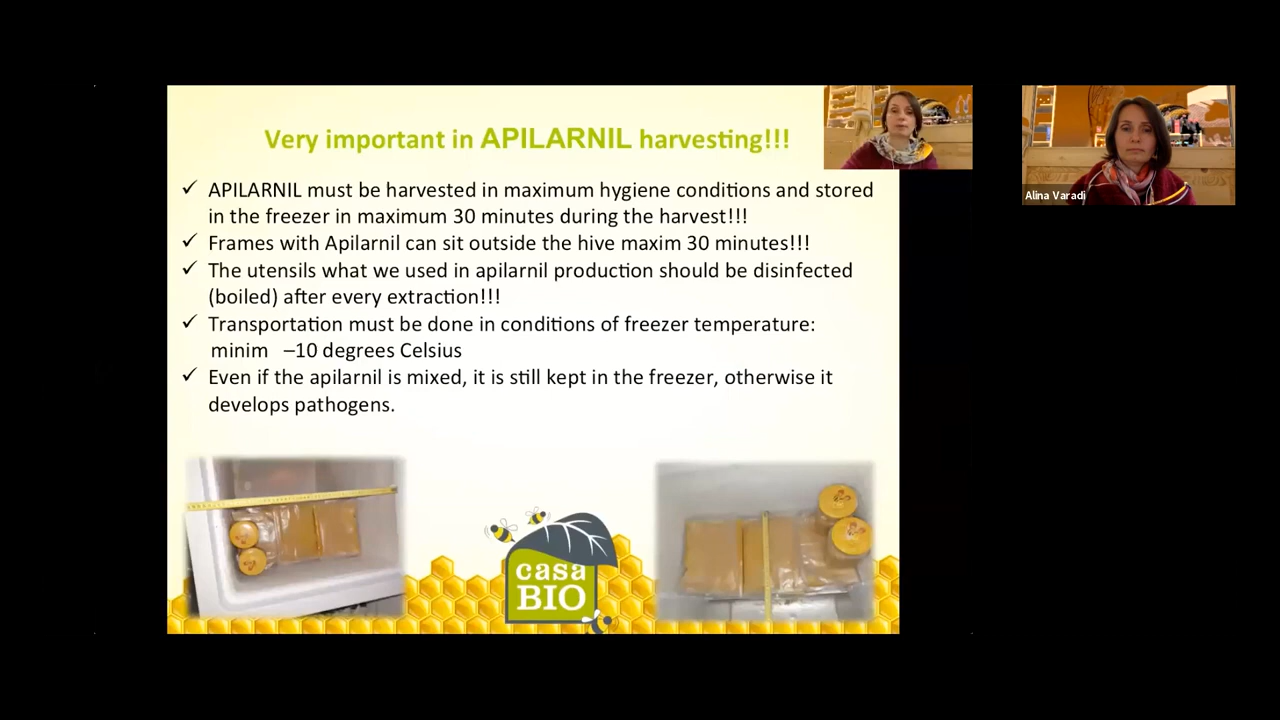 Very important in APILARNIL harvesting!!!
✓ APILARNIL must be harvested in maximum hygiene conditions and stored
in the freezer in maximum 30 minutes during the harvest!!!
✓ Frames with Apilarnil can sit outside the hive maxim 30 minutes!!!
✓ The utensils what we used in apilarnil production should be disinfected
(boiled) after every extraction!!!
✓ Transportation must be done in conditions of freezer temperature:
minim –10 degrees Celsius
✓ Even if the apilarnil is mixed, it is still kept in the freezer, otherwise it
develops pathogens.
casa
BIO
Alina Varadi